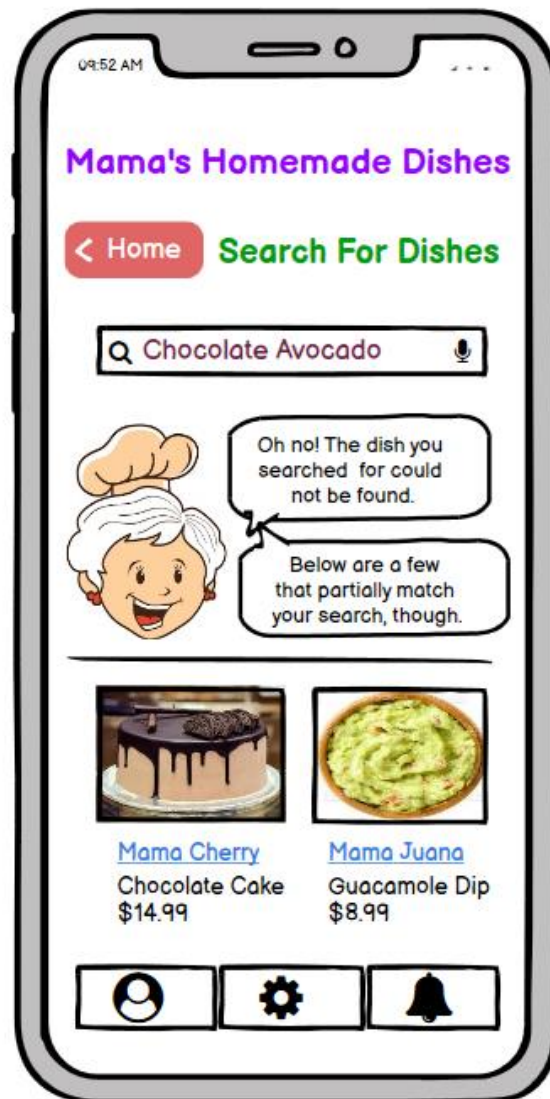 09:52 AM
Mama's Homemade Dishes
Home
Search For Dishes
Chocolate Avocado
Oh no! The dish you
searched for could
not be found.
Below are a few
that partially match
your search, though.
Mama Cherry
Chocolate Cake
$14.99
Mama Juana
Guacamole Dip
$8.99